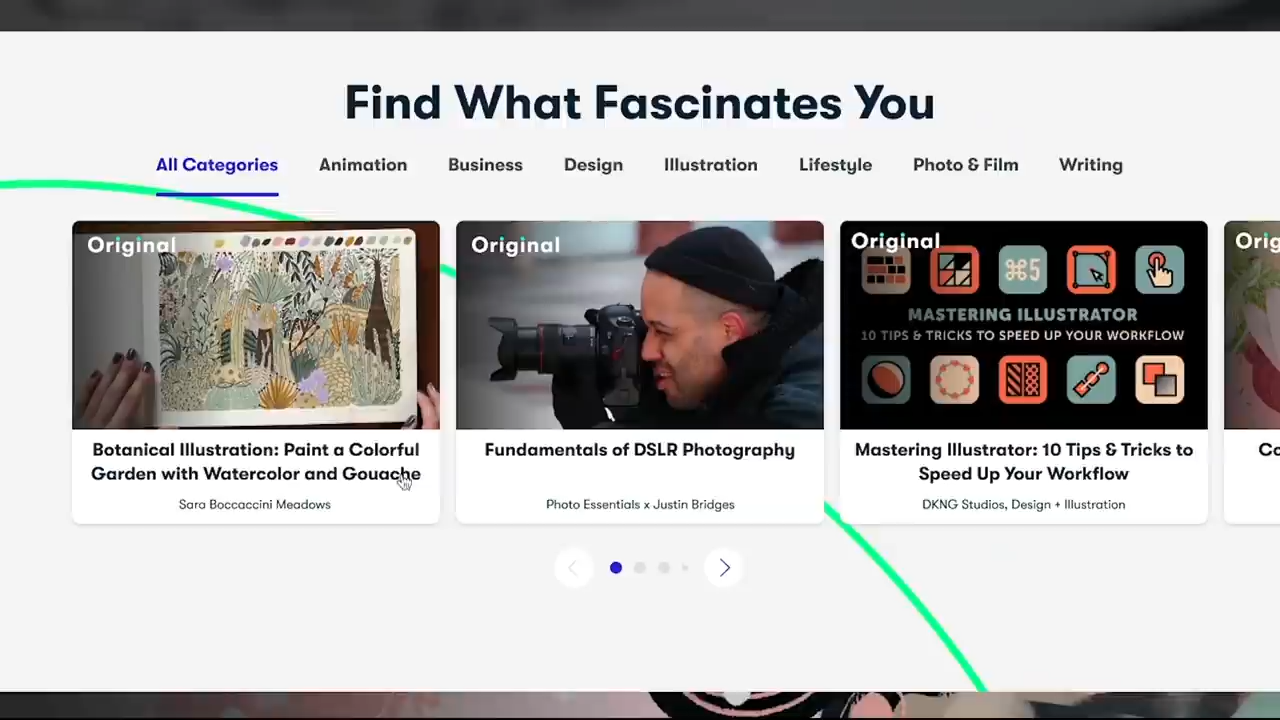 Find What Fascinates You
All Categories Animation Business Design Illustration Lifestyle Photo & Film Writing
Original
Botanical Illustration: Paint a Colorful
Garden with Watercolor and Gouache
Sara Boccaccini Meadows
Original
Fundamentals of DSLR Photography
Photo Essentials x Justin Bridges
Original
⌘5
MASTERING ILLUSTRATOR
10 TIPS & TRICKS TO SPEED UP YOUR WORKFLOW
Mastering Illustrator: 10 Tips & Tricks to
Speed Up Your Workflow
DKNG Studios, Design + Illustration
Orig
Co